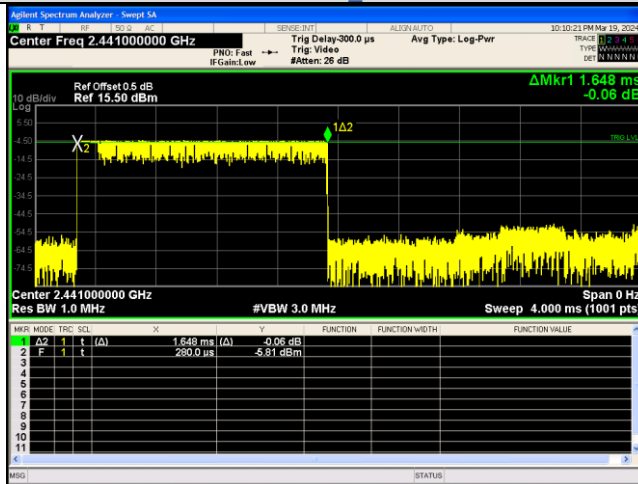 Agilent Spectrum Analyzer - Swept SA
R T RF 50 Ω AC SENSE:INT ALIGN AUTO 10:10:21 PM Mar 19, 2024
Center Freq 2.441000000 GHz Trig Delay-300.0 µs Avg Type: Log-Pwr TRACE 1 2 3 4 5
PNO: Fast Trig: Video TYPE
IFGain:Low #Atten: 26 dB DET N N N N N
ΔMkr1 1.648 ms
Ref Offset 0.5 dB
10 dB/div Ref 15.50 dBm -0.06 dB
Log
5.50
1Δ2
-4.50 X2 TRIG LVL
-14.5
-24.5
-34.5
-44.5
-54.5
-64.5
-74.5
Center 2.441000000 GHz Span 0 Hz
Res BW 1.0 MHz #VBW 3.0 MHz Sweep 4.000 ms (1001 pts)
MKR MODE TRC SCL X Y FUNCTION FUNCTION WIDTH FUNCTION VALUE
1 Δ2 1 t (Δ) 1.648 ms (Δ) -0.06 dB
2 F 1 t 280.0 µs -5.81 dBm
3
4
5
6
7
8
9
10
11
MSG STATUS